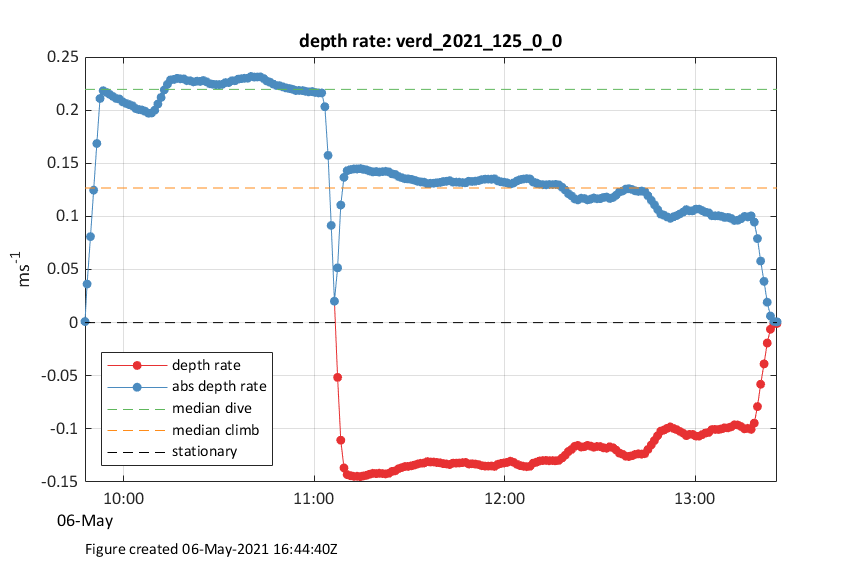 depth rate: verd_2021_125_0_0
0.25
0.2
0.15
0.1
0.05
0
-0.05
-0.1
-0.15
ms-1
depth rate
abs depth rate
median dive
median climb
stationary
10:00 11:00 12:00 13:00
06-May
Figure created 06-May-2021 16:44:40Z